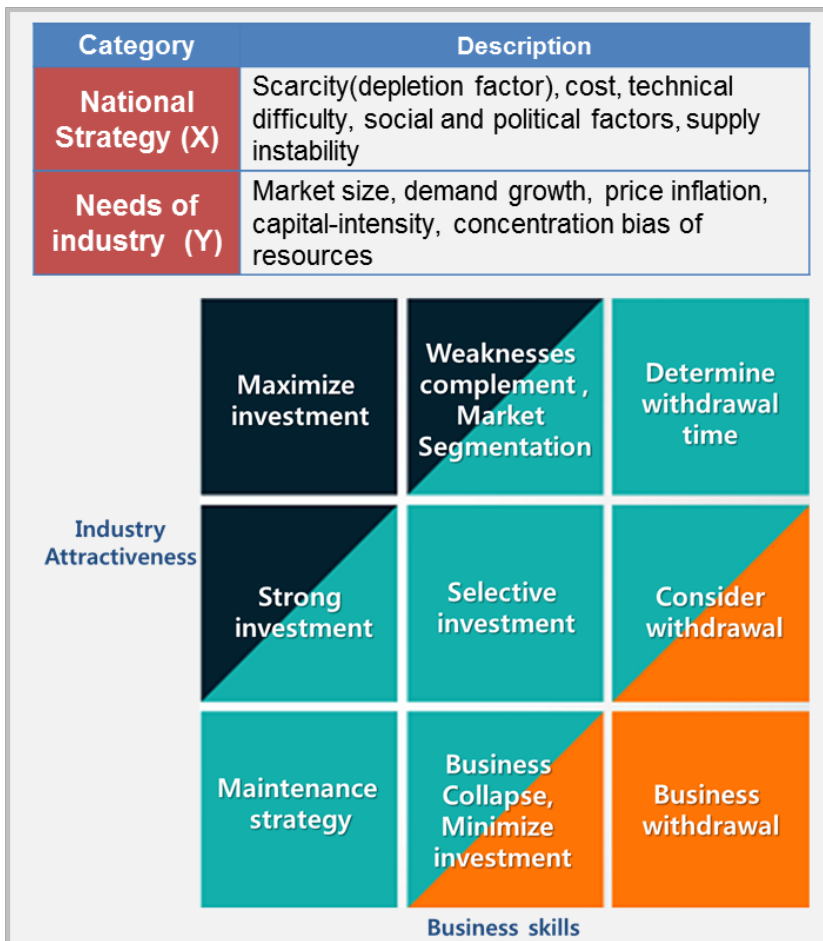 Category Description
National
Strategy (X)
Scarcity(depletion factor), cost, technical
difficulty, social and political factors, supply
instability
Needs of
industry (Y)
Market size, demand growth, price inflation,
capital-intensity, concentration bias of
resources
Maximize
investment
Weaknesses
complement ,
Market
Segmentation
Determine
withdrawal
time
Industry
Attractiveness
Strong
investment
Selective
investment
Consider
withdrawal
Maintenance
strategy
Business
Collapse,
Minimize
investment
Business
withdrawal
Business skills